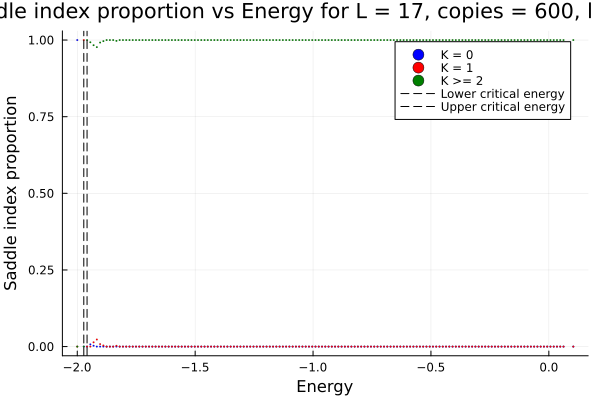 dle index proportion vs Energy for L = 17, copies = 600,
1.00
0.75
0.50
0.25
0.00
Saddle index proportion
K = 0
K = 1
K >= 2
Lower critical energy
Upper critical energy
−2.0 −1.5 −1.0 −0.5 0.0
Energy